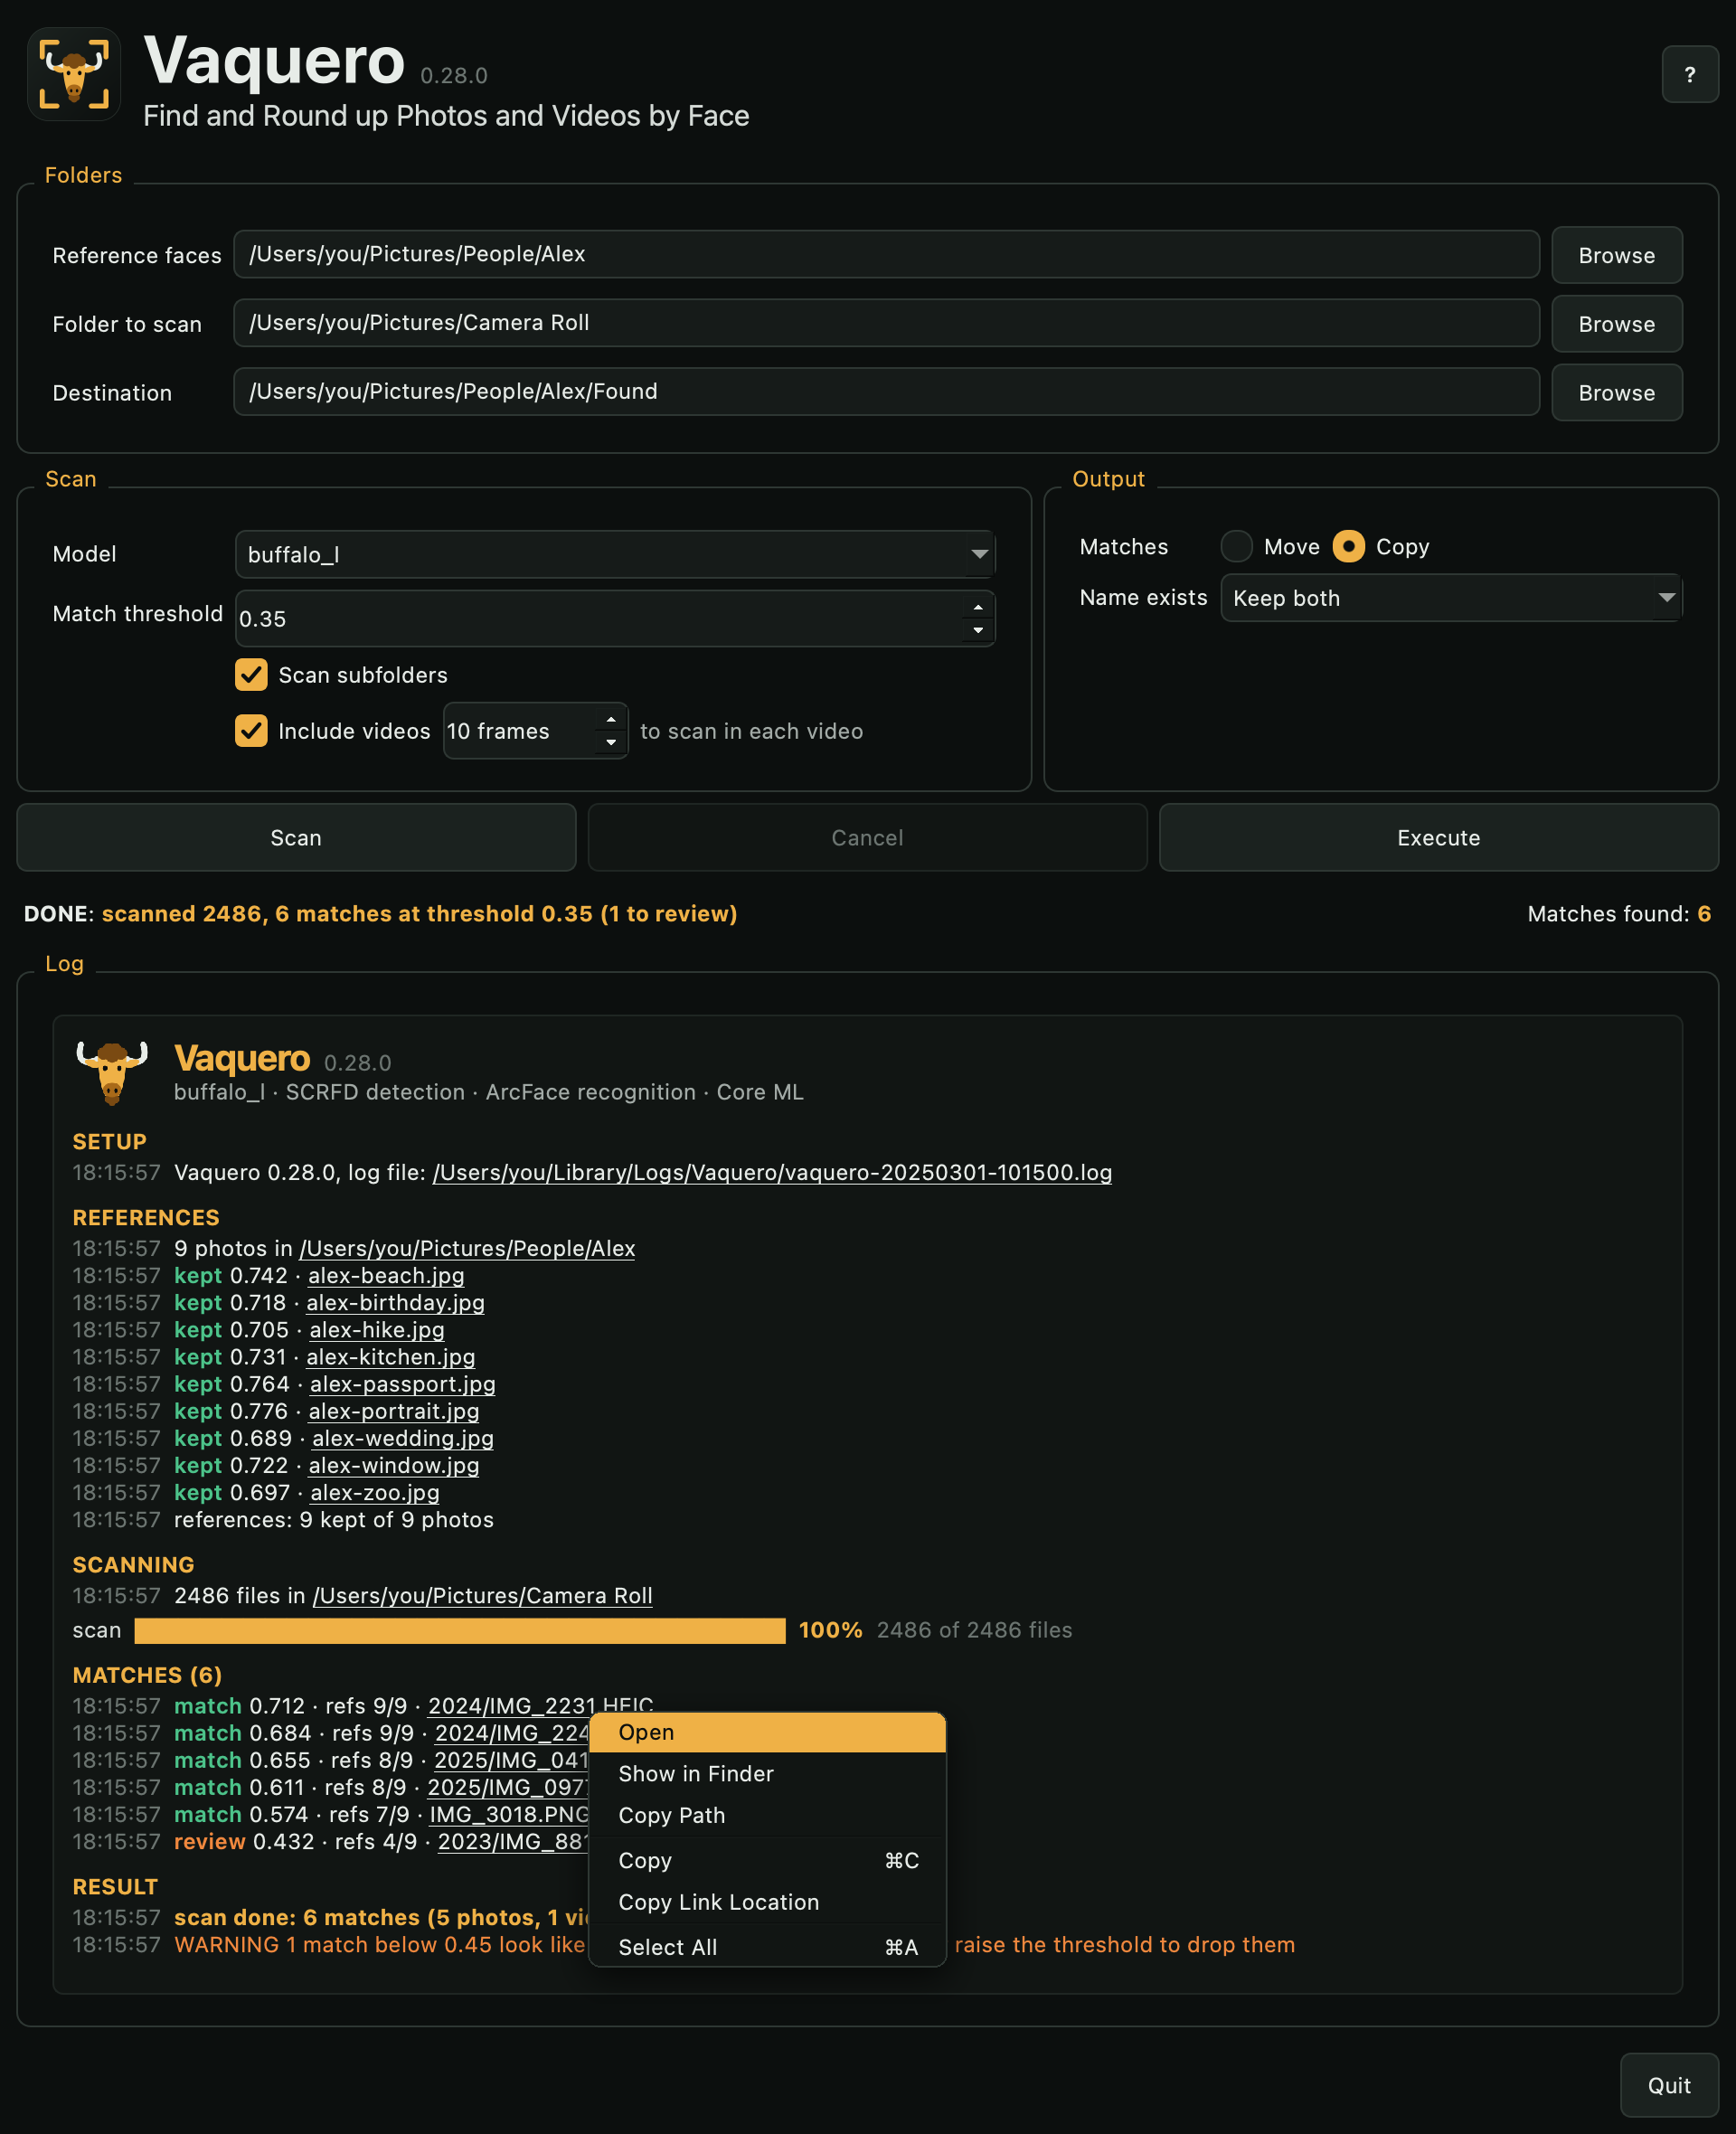 Vaquero 0.28.0
Find and Round up Photos and Videos by Face
?
Folders
Reference faces /Users/you/Pictures/People/Alex Browse
Folder to scan /Users/you/Pictures/Camera Roll Browse
Destination /Users/you/Pictures/People/Alex/Found Browse
Scan
Model buffalo_l
Match threshold 0.35
Scan subfolders
Include videos 10 frames to scan in each video
Output
Matches Move Copy
Name exists Keep both
Scan Cancel Execute
DONE: scanned 2486, 6 matches at threshold 0.35 (1 to review) Matches found: 6
Log
Vaquero 0.28.0
buffalo_l · SCRFD detection · ArcFace recognition · Core ML
SETUP
18:15:57 Vaquero 0.28.0, log file: /Users/you/Library/Logs/Vaquero/vaquero-20250301-101500.log
REFERENCES
18:15:57 9 photos in /Users/you/Pictures/People/Alex
18:15:57 kept 0.742 · alex-beach.jpg
18:15:57 kept 0.718 · alex-birthday.jpg
18:15:57 kept 0.705 · alex-hike.jpg
18:15:57 kept 0.731 · alex-kitchen.jpg
18:15:57 kept 0.764 · alex-passport.jpg
18:15:57 kept 0.776 · alex-portrait.jpg
18:15:57 kept 0.689 · alex-wedding.jpg
18:15:57 kept 0.722 · alex-window.jpg
18:15:57 kept 0.697 · alex-zoo.jpg
18:15:57 references: 9 kept of 9 photos
SCANNING
18:15:57 2486 files in /Users/you/Pictures/Camera Roll
scan 100% 2486 of 2486 files
MATCHES (6)
18:15:57 match 0.712 · refs 9/9 · 2024/IMG_2231.HEIC
18:15:57 match 0.684 · refs 9/9 · 2024/IMG_224
18:15:57 match 0.655 · refs 8/9 · 2025/IMG_041
18:15:57 match 0.611 · refs 8/9 · 2025/IMG_097
18:15:57 match 0.574 · refs 7/9 · IMG_3018.PNG
18:15:57 review 0.432 · refs 4/9 · 2023/IMG_881
RESULT
18:15:57 scan done: 6 matches (5 photos, 1
18:15:57 WARNING 1 match below 0.45 look like raise the threshold to drop them
Open
Show in Finder
Copy Path
Copy ⌘C
Copy Link Location
Select All ⌘A
Quit